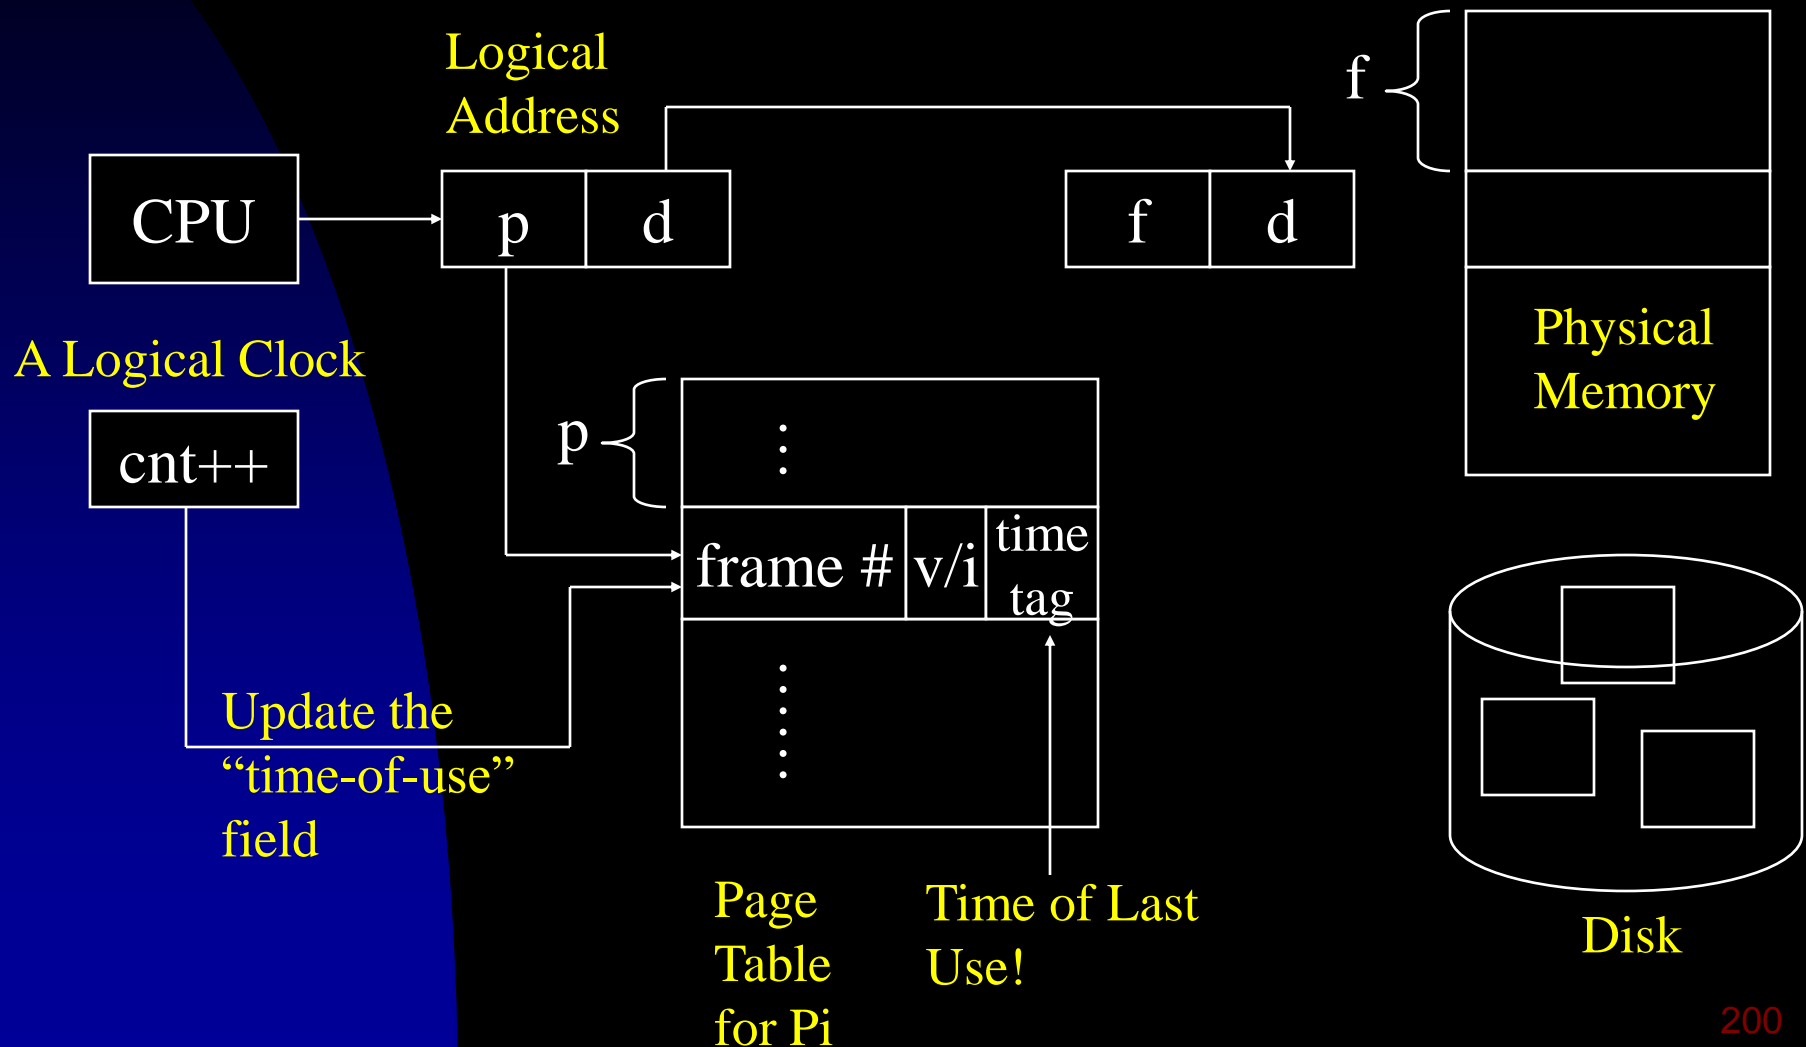 Logical
Address
f
CPU
p
d
f
d
A Logical Clock
cnt++
Physical
Memory
p
frame #
v/i
time
tag
Update the
“time-of-use”
field
Page
Table
for Pi
Time of Last
Use!
Disk
200